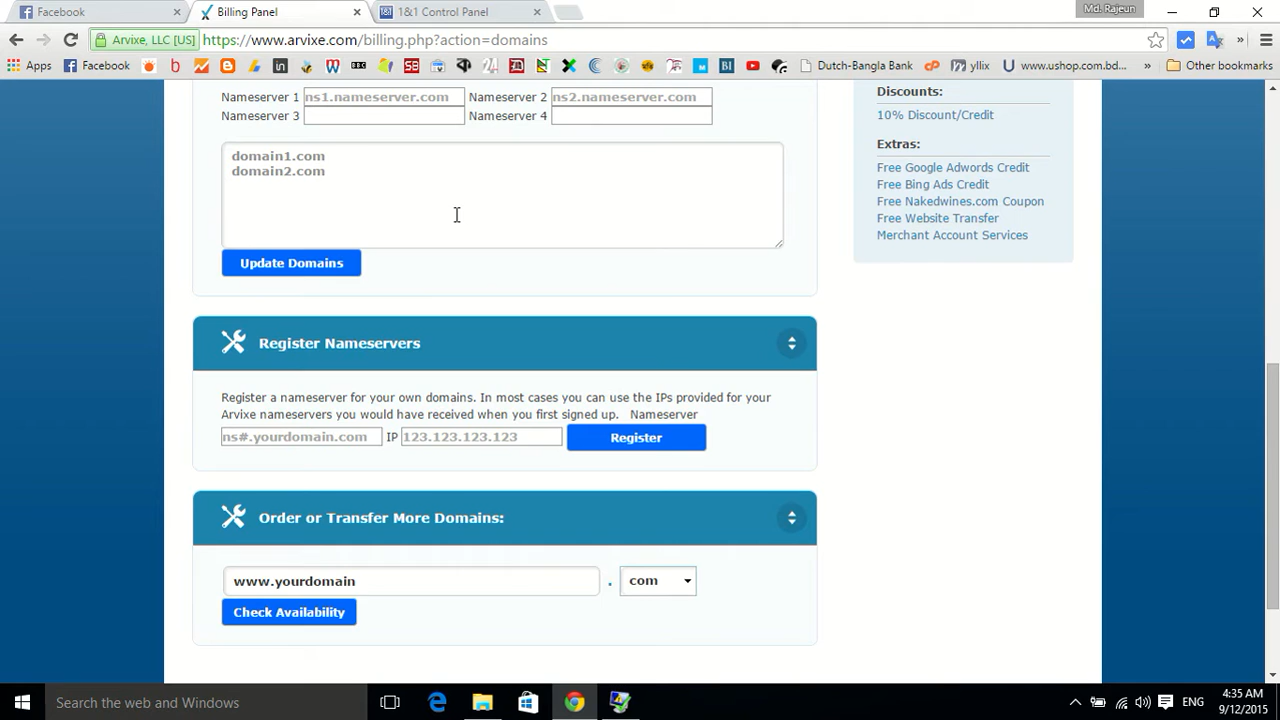 Facebook
Billing Panel
1&1 Control Panel
Md. Rajeun
Arvixe, LLC [US]
https://www.arvixe.com/billing.php?action=domains
Apps
Facebook
Dutch-Bangla Bank
yllix
www.ushop.com.bd...
Other bookmarks
Nameserver 1 ns1.nameserver.com Nameserver 2 ns2.nameserver.com
Nameserver 3 Nameserver 4
domain1.com
domain2.com
Update Domains
Discounts:
10% Discount/Credit
Extras:
Free Google Adwords Credit
Free Bing Ads Credit
Free Nakedwines.com Coupon
Free Website Transfer
Merchant Account Services
Register Nameservers
Register a nameserver for your own domains. In most cases you can use the IPs provided for your
Arvixe nameservers you would have received when you first signed up. Nameserver
ns#.yourdomain.com IP 123.123.123.123 Register
Order or Transfer More Domains:
www.yourdomain . com
Check Availability
Search the web and Windows
ENG
4:35 AM
9/12/2015